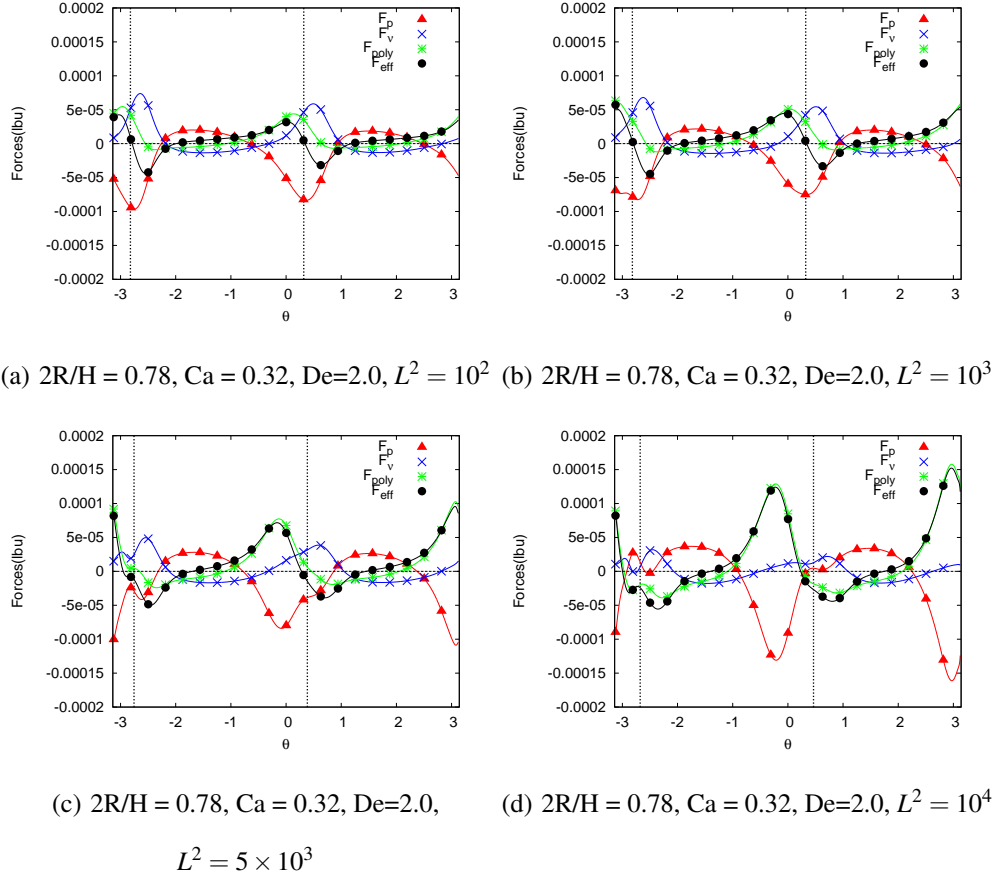 0.0002
0.00015
0.0001
5e-05
0
-5e-05
-0.0001
-0.00015
-0.0002
Forces(lbu)
-3 -2 -1 0 1 2 3
θ
F_p
F_ν
F_poly
F_eff
0.0002
0.00015
0.0001
5e-05
0
-5e-05
-0.0001
-0.00015
-0.0002
Forces(lbu)
-3 -2 -1 0 1 2 3
θ
F_p
F_ν
F_poly
F_eff
(a) 2R/H = 0.78, Ca = 0.32, De=2.0, L² = 10² (b) 2R/H = 0.78, Ca = 0.32, De=2.0, L² = 10³
0.0002
0.00015
0.0001
5e-05
0
-5e-05
-0.0001
-0.00015
-0.0002
Forces(lbu)
-3 -2 -1 0 1 2 3
θ
F_p
F_ν
F_poly
F_eff
0.0002
0.00015
0.0001
5e-05
0
-5e-05
-0.0001
-0.00015
-0.0002
Forces(lbu)
-3 -2 -1 0 1 2 3
θ
F_p
F_ν
F_poly
F_eff
(c) 2R/H = 0.78, Ca = 0.32, De=2.0,
L² = 5 × 10³
(d) 2R/H = 0.78, Ca = 0.32, De=2.0, L² = 10⁴